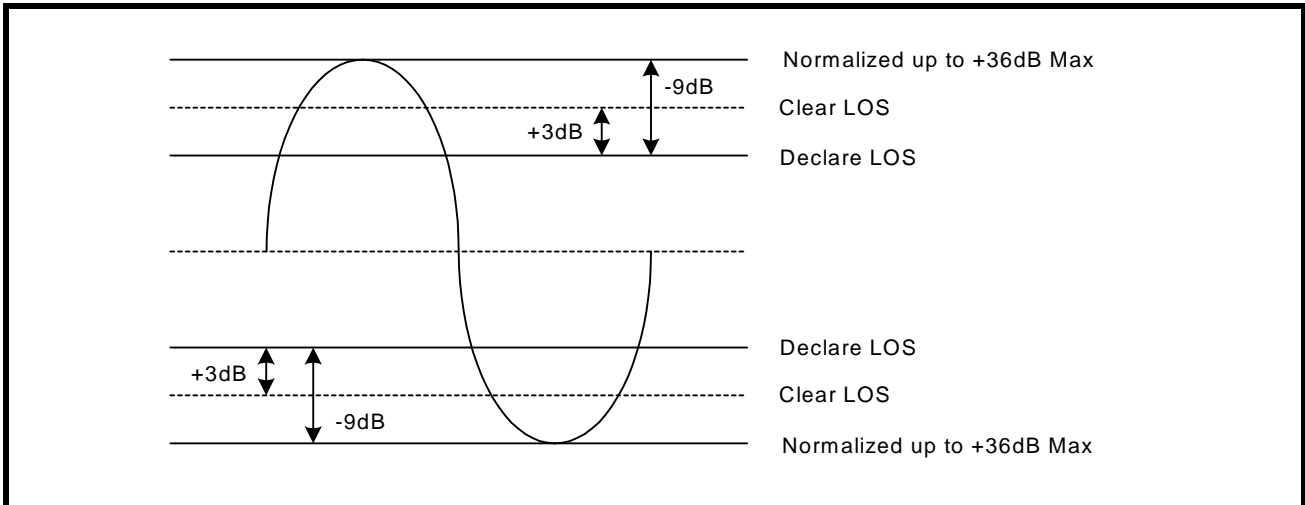 Normalized up to +36dB Max
-9dB
Clear LOS
+3dB
Declare LOS
Declare LOS
+3dB
Clear LOS
-9dB
Normalized up to +36dB Max